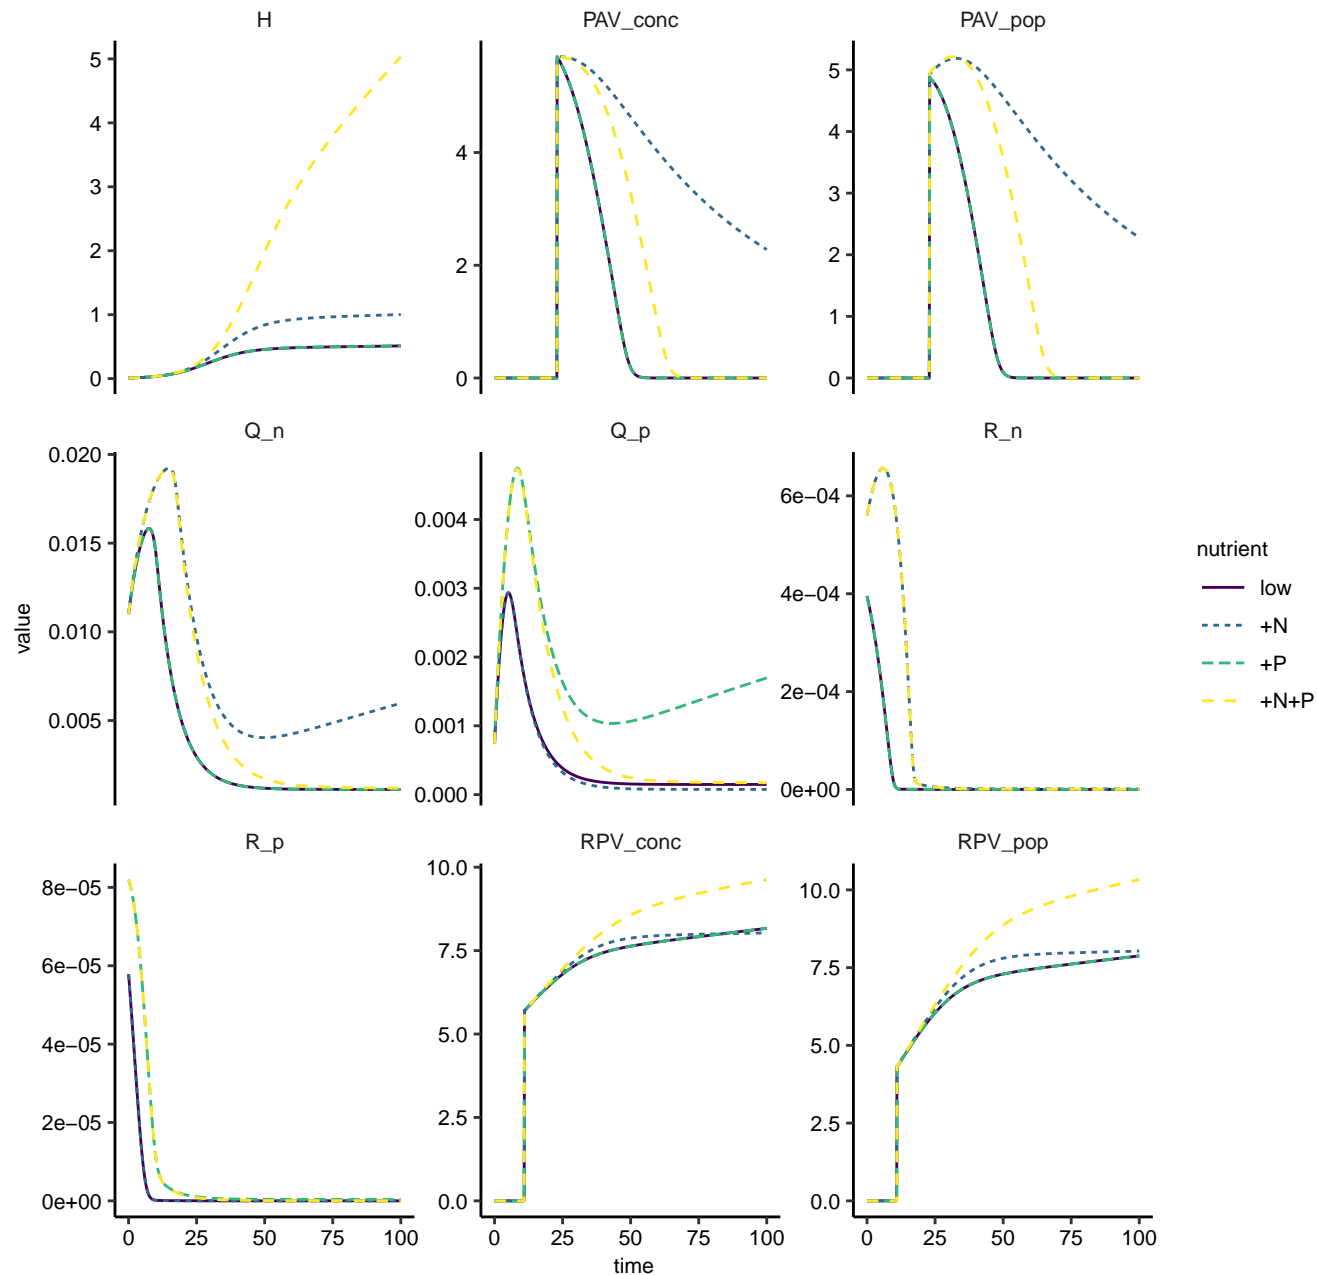 H
PAV_conc
PAV_pop
5
4
3
2
1
0
4
2
0
5
4
3
2
1
0
Q_n
Q_p
R_n
0.020
0.015
0.010
0.005
0.004
0.003
0.002
0.001
0.000
6e−04
4e−04
2e−04
0e+00
R_p
RPV_conc
RPV_pop
8e−05
6e−05
4e−05
2e−05
0e+00
10.0
7.5
5.0
2.5
0.0
10.0
7.5
5.0
2.5
0.0
0 25 50 75 100
0 25 50 75 100
0 25 50 75 100
time
value
nutrient
low
+N
+P
+N+P